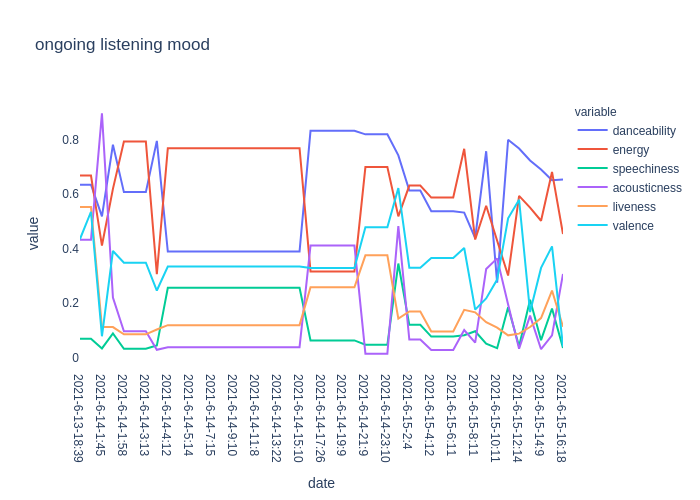 ongoing listening mood
variable
danceability
energy
speechiness
acousticness
liveness
valence
value
0.8
0.6
0.4
0.2
0
2021-6-13-18:39
2021-6-14-1:45
2021-6-14-1:58
2021-6-14-3:13
2021-6-14-4:12
2021-6-14-5:14
2021-6-14-7:15
2021-6-14-9:10
2021-6-14-11:8
2021-6-14-13:22
2021-6-14-15:10
2021-6-14-17:26
2021-6-14-19:9
2021-6-14-21:9
2021-6-14-23:10
2021-6-15-2:4
2021-6-15-4:12
2021-6-15-6:11
2021-6-15-8:11
2021-6-15-10:11
2021-6-15-12:14
2021-6-15-14:9
2021-6-15-16:18
date